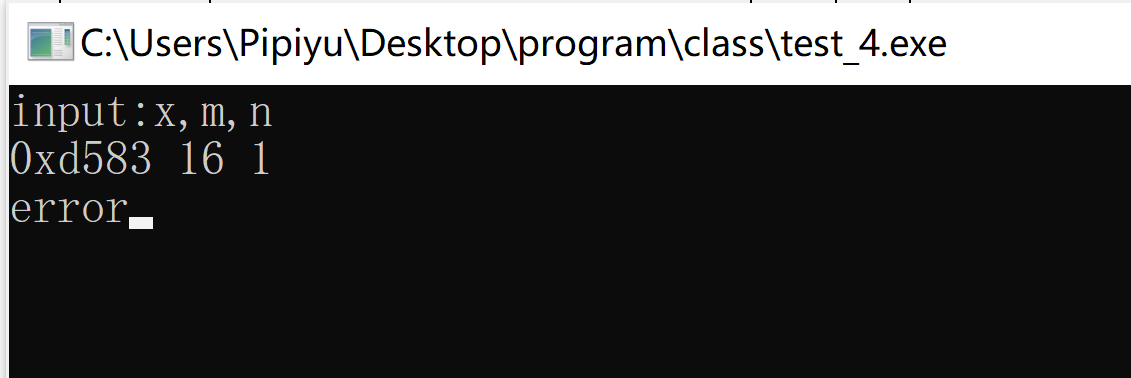 C:\Users\Pipiyu\Desktop\program\class\test_4.exe
input:x,m,n
0xd583 16 1
error